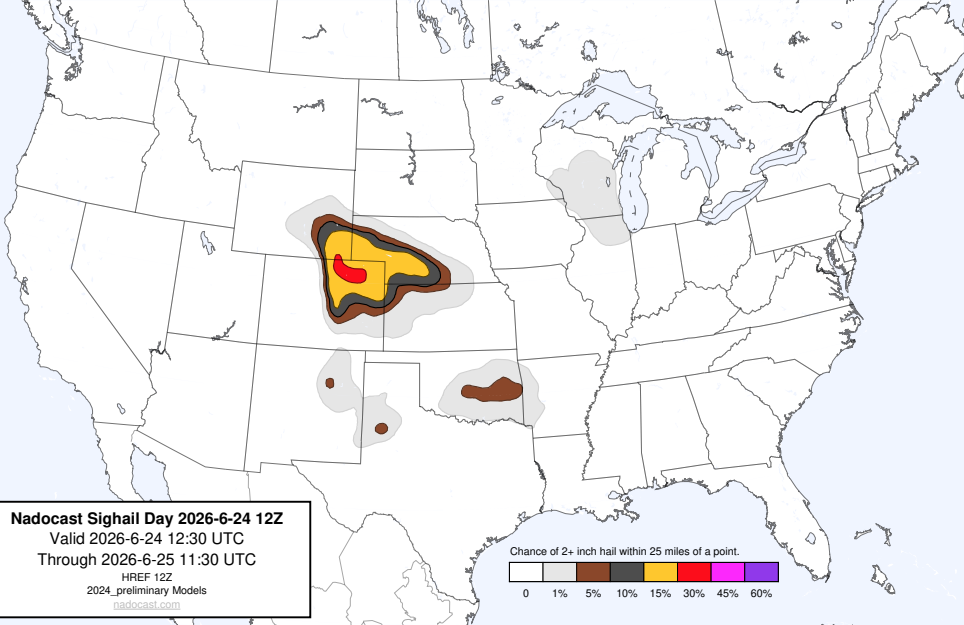 Nadocast Sighail Day 2026-6-24 12Z
Valid 2026-6-24 12:30 UTC
Through 2026-6-25 11:30 UTC
HREF 12Z
2024_preliminary Models
nadocast.com
Chance of 2+ inch hail within 25 miles of a point.
0 1% 5% 10% 15% 30% 45% 60%